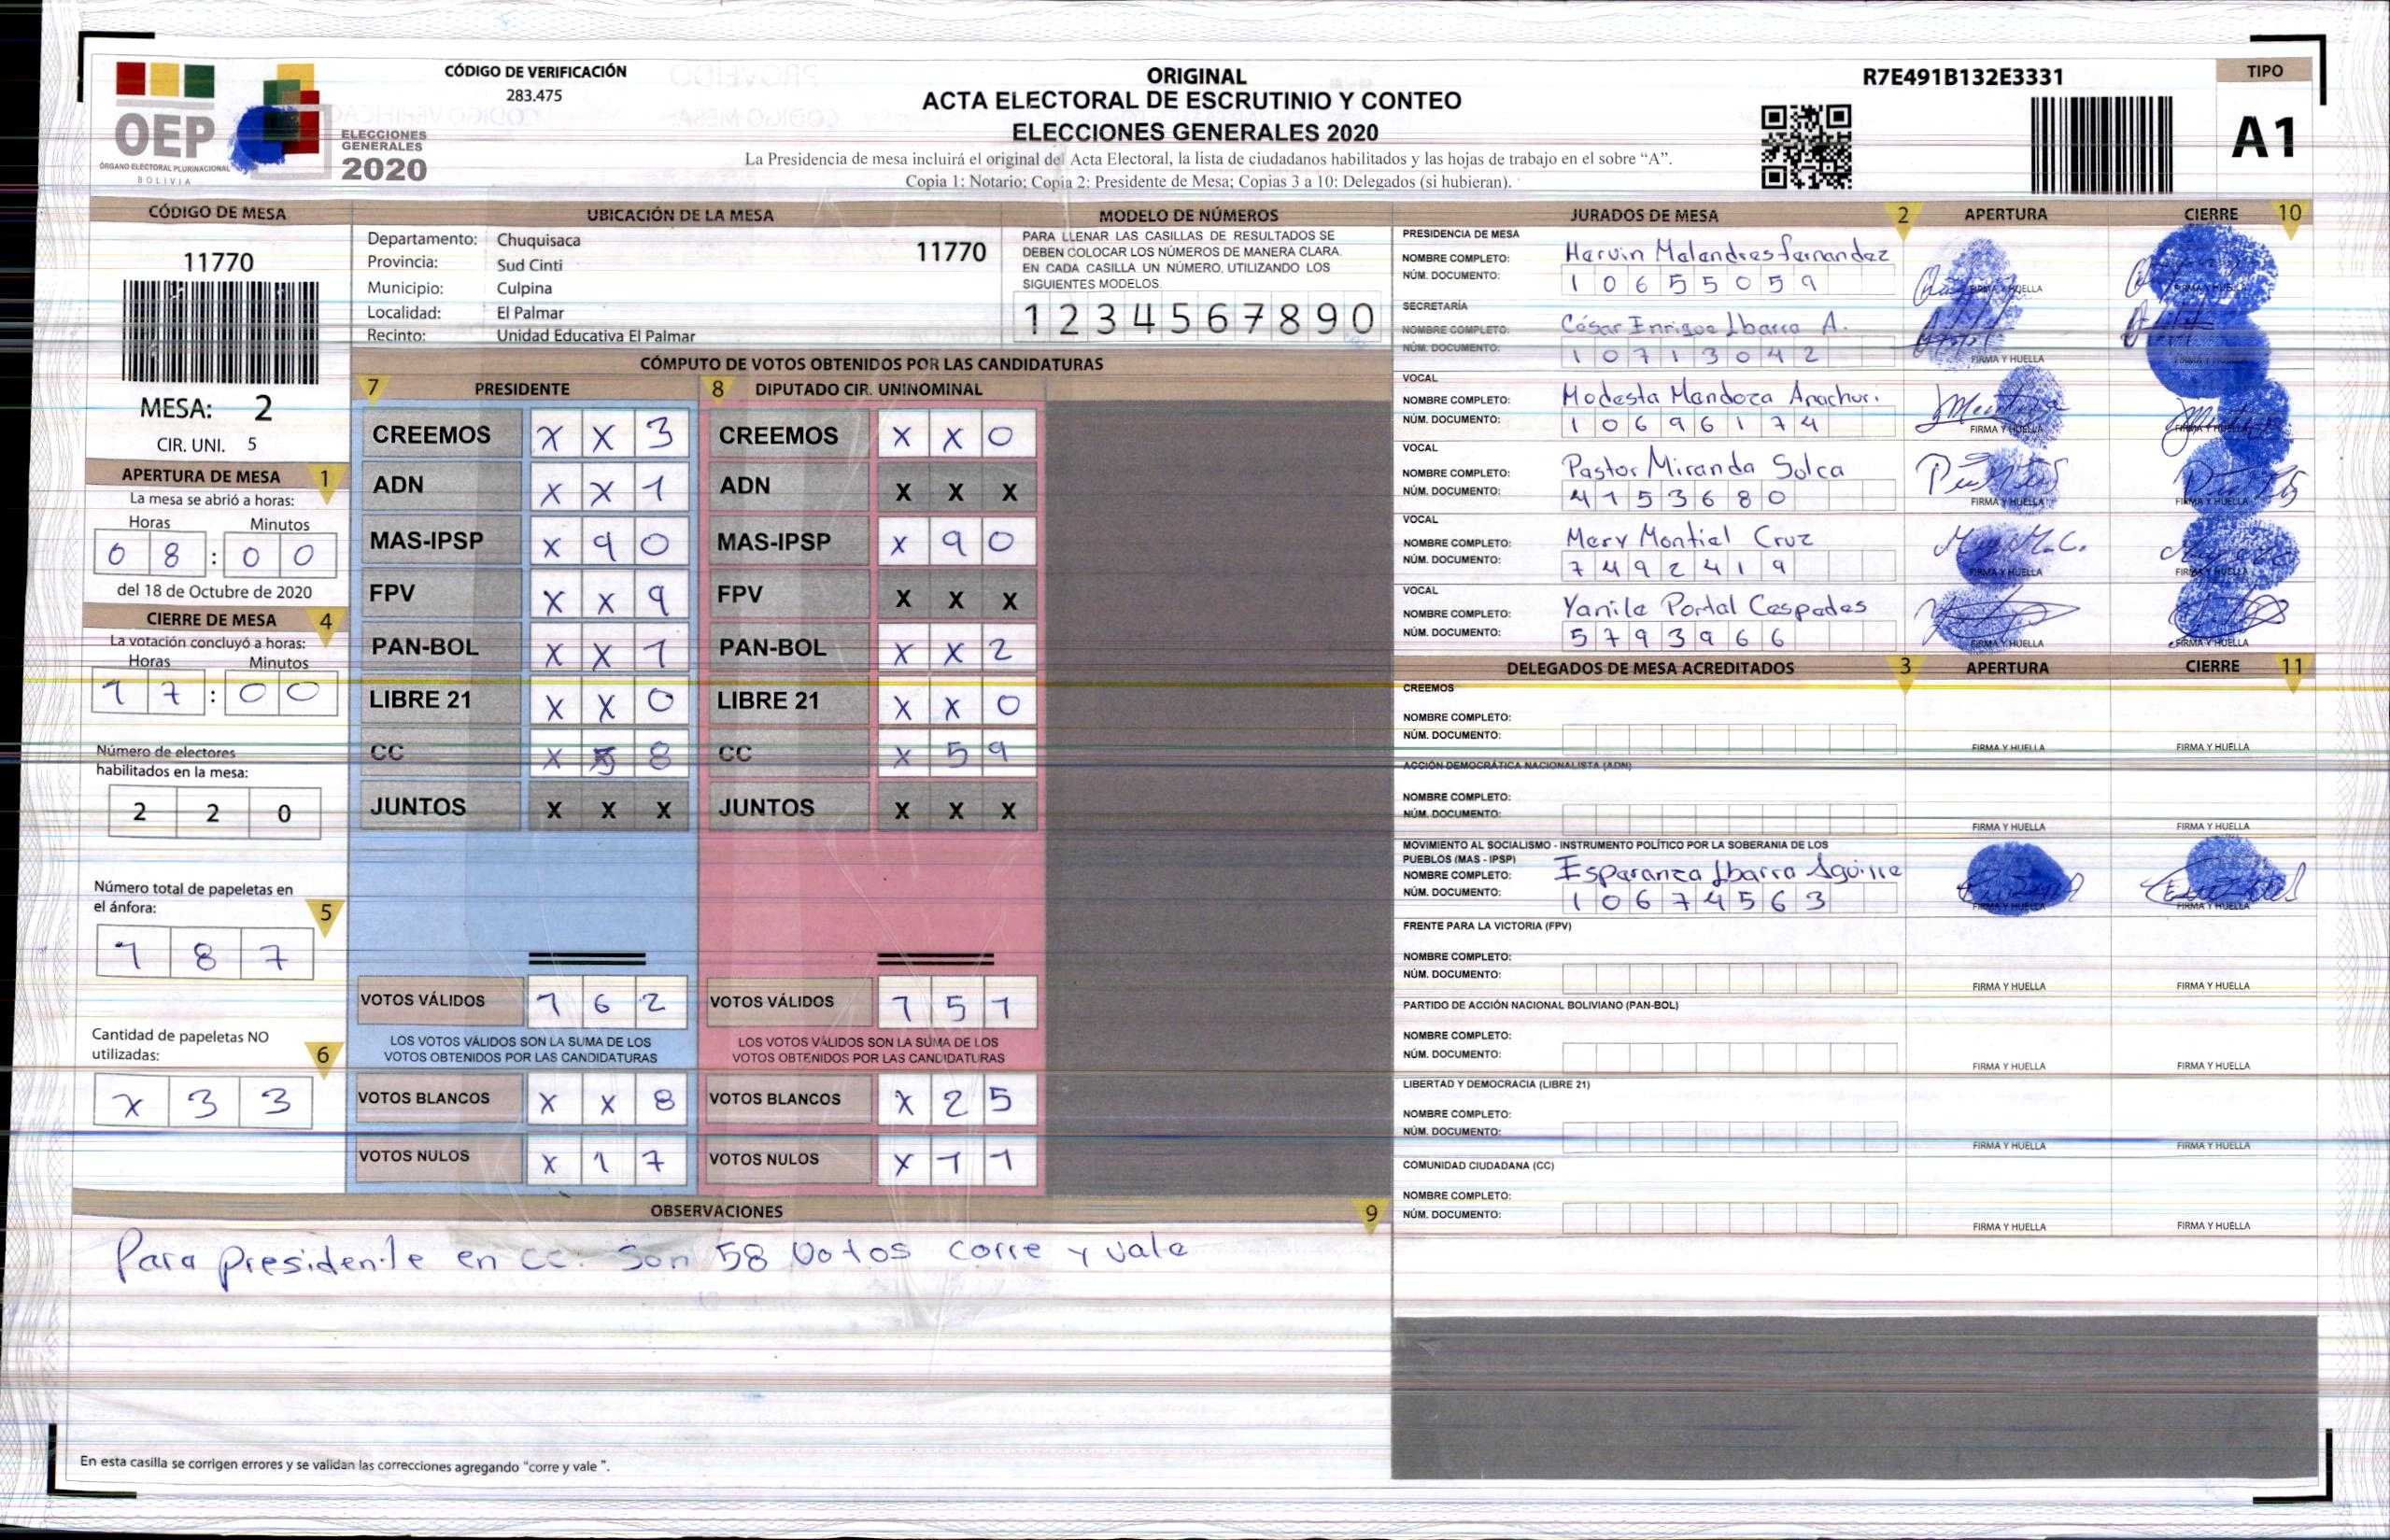 CÓDIGO DE VERIFICACIÓN
283.475
ORIGINAL
ACTA ELECTORAL DE ESCRUTINIO Y CONTEO
ELECCIONES GENERALES 2020
La Presidencia de mesa incluirá el original del Acta Electoral, la lista de ciudadanos habilitados y las hojas de trabajo en el sobre “A”.
Copia 1: Notario; Copia 2: Presidente de Mesa; Copias 3 a 10: Delegados (si hubieran).
R7E491B132E3331
TIPO
A1
OEP
ÓRGANO ELECTORAL PLURINACIONAL
BOLIVIA
ELECCIONES
GENERALES
2020
CÓDIGO DE MESA
11770
MESA: 2
CIR. UNI. 5
APERTURA DE MESA 1
La mesa se abrió a horas:
Horas Minutos
0 8 : 0 0
del 18 de Octubre de 2020
CIERRE DE MESA 4
La votación concluyó a horas:
Horas Minutos
1 7 : 0 0
Número de electores
habilitados en la mesa:
2 2 0
Número total de papeletas en
el ánfora: 5
1 8 7
Cantidad de papeletas NO
utilizadas: 6
X 3 3
UBICACIÓN DE LA MESA
Departamento: Chuquisaca 11770
Provincia: Sud Cinti
Municipio: Culpina
Localidad: El Palmar
Recinto: Unidad Educativa El Palmar
MODELO DE NÚMEROS
PARA LLENAR LAS CASILLAS DE RESULTADOS SE
DEBEN COLOCAR LOS NÚMEROS DE MANERA CLARA.
EN CADA CASILLA UN NÚMERO, UTILIZANDO LOS
SIGUIENTES MODELOS
1 2 3 4 5 6 7 8 9 0
CÓMPUTO DE VOTOS OBTENIDOS POR LAS CANDIDATURAS
7 PRESIDENTE 8 DIPUTADO CIR. UNINOMINAL
CREEMOS X X 3 CREEMOS X X 0
ADN X X 1 ADN X X X
MAS-IPSP X 9 0 MAS-IPSP X 9 0
FPV X X 9 FPV X X X
PAN-BOL X X 1 PAN-BOL X X 2
LIBRE 21 X X 0 LIBRE 21 X X 0
CC X 5 8 CC X 5 9
JUNTOS X X X JUNTOS X X X
VOTOS VÁLIDOS 1 6 2 VOTOS VÁLIDOS 1 5 1
LOS VOTOS VÁLIDOS SON LA SUMA DE LOS LOS VOTOS VÁLIDOS SON LA SUMA DE LOS
VOTOS OBTENIDOS POR LAS CANDIDATURAS VOTOS OBTENIDOS POR LAS CANDIDATURAS
VOTOS BLANCOS X X 8 VOTOS BLANCOS X 2 5
VOTOS NULOS X 1 7 VOTOS NULOS X 1 1
OBSERVACIONES 9
Para presidente en CC. Son 58 Votos corre y vale
En esta casilla se corrigen errores y se validan las correcciones agregando “corre y vale ”.
JURADOS DE MESA 2 APERTURA CIERRE 10
PRESIDENCIA DE MESA
NOMBRE COMPLETO: Harvin Malandres fernandez
NÚM. DOCUMENTO: 1 0 6 5 5 0 5 9 FIRMA Y HUELLA FIRMA Y HUELLA
SECRETARÍA
NOMBRE COMPLETO: César Enrique Ibarra A.
NÚM. DOCUMENTO: 1 0 7 1 3 0 4 2 FIRMA Y HUELLA FIRMA Y HUELLA
VOCAL
NOMBRE COMPLETO: Modesta Mendoza Anachuri
NÚM. DOCUMENTO: 1 0 6 9 6 1 7 4 FIRMA Y HUELLA FIRMA Y HUELLA
VOCAL
NOMBRE COMPLETO: Pastor Miranda Sulca
NÚM. DOCUMENTO: 4 1 5 3 6 8 0 FIRMA Y HUELLA FIRMA Y HUELLA
VOCAL
NOMBRE COMPLETO: Mery Montiel Cruz
NÚM. DOCUMENTO: 7 4 9 2 4 1 9 FIRMA Y HUELLA FIRMA Y HUELLA
VOCAL
NOMBRE COMPLETO: Yanile Portal Cespedes
NÚM. DOCUMENTO: 5 7 9 3 9 6 6 FIRMA Y HUELLA FIRMA Y HUELLA
DELEGADOS DE MESA ACREDITADOS 3 APERTURA CIERRE 11
CREEMOS
NOMBRE COMPLETO:
NÚM. DOCUMENTO: FIRMA Y HUELLA FIRMA Y HUELLA
ACCIÓN DEMOCRÁTICA NACIONALISTA (ADN)
NOMBRE COMPLETO:
NÚM. DOCUMENTO: FIRMA Y HUELLA FIRMA Y HUELLA
MOVIMIENTO AL SOCIALISMO - INSTRUMENTO POLÍTICO POR LA SOBERANIA DE LOS
PUEBLOS (MAS - IPSP)
NOMBRE COMPLETO: Esperanza Ibarra Aguirre
NÚM. DOCUMENTO: 1 0 6 7 4 5 6 3 FIRMA Y HUELLA FIRMA Y HUELLA
FRENTE PARA LA VICTORIA (FPV)
NOMBRE COMPLETO:
NÚM. DOCUMENTO: FIRMA Y HUELLA FIRMA Y HUELLA
PARTIDO DE ACCIÓN NACIONAL BOLIVIANO (PAN-BOL)
NOMBRE COMPLETO:
NÚM. DOCUMENTO: FIRMA Y HUELLA FIRMA Y HUELLA
LIBERTAD Y DEMOCRACIA (LIBRE 21)
NOMBRE COMPLETO:
NÚM. DOCUMENTO: FIRMA Y HUELLA FIRMA Y HUELLA
COMUNIDAD CIUDADANA (CC)
NOMBRE COMPLETO:
NÚM. DOCUMENTO: FIRMA Y HUELLA FIRMA Y HUELLA